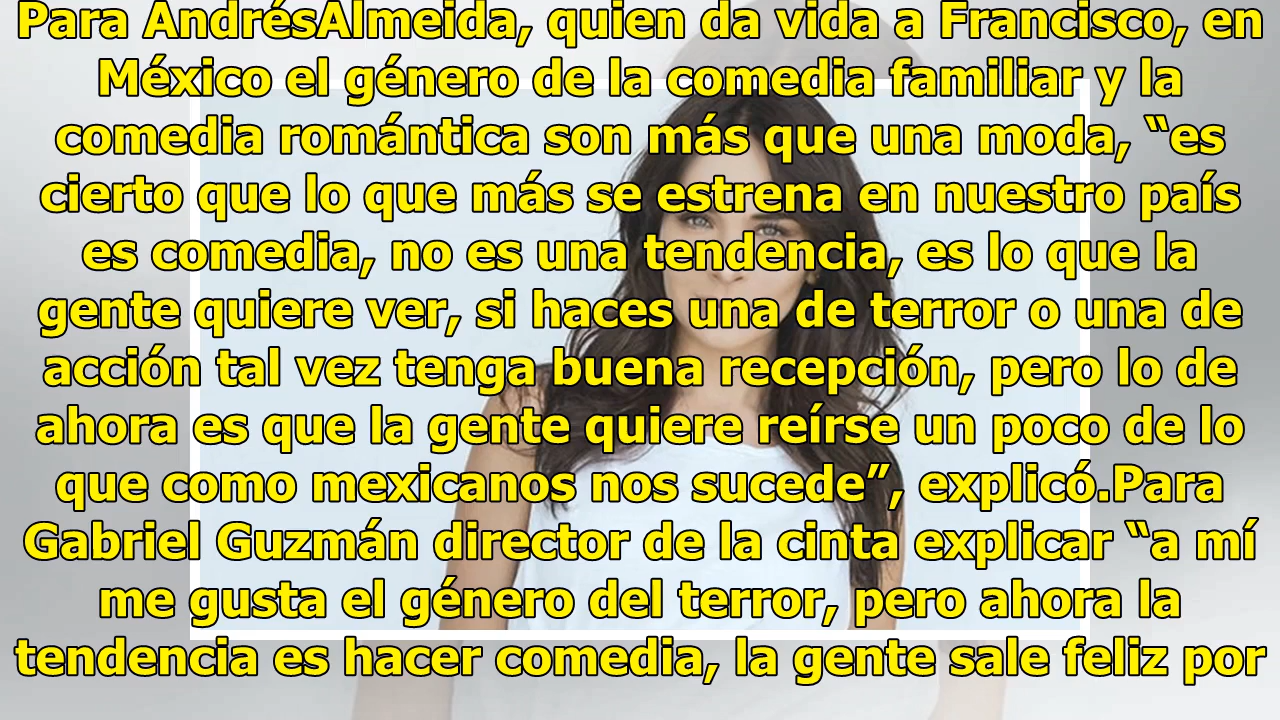 Para AndrésAlmeida, quien da vida a Francisco, en
México el género de la comedia familiar y la
comedia romántica son más que una moda, “es
cierto que lo que más se estrena en nuestro país
es comedia, no es una tendencia, es lo que la
gente quiere ver, si haces una de terror o una de
acción tal vez tenga buena recepción, pero lo de
ahora es que la gente quiere reírse un poco de lo
que como mexicanos nos sucede”, explicó.Para
Gabriel Guzmán director de la cinta explicar “a mí
me gusta el género del terror, pero ahora la
tendencia es hacer comedia, la gente sale feliz por